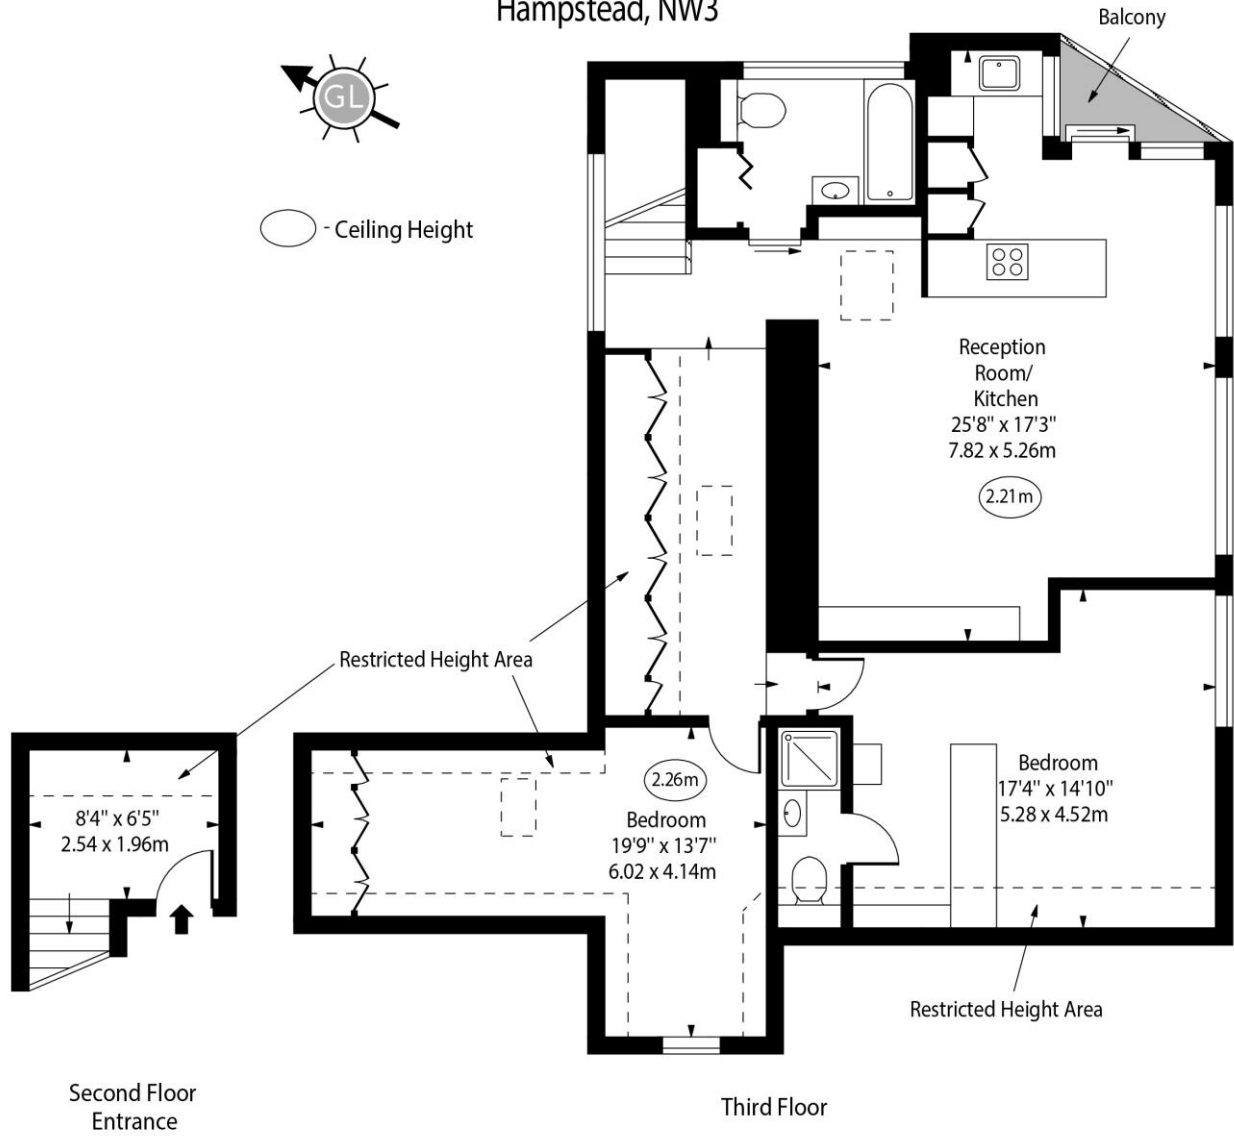 Hampstead, NW3
Balcony
GL
- Ceiling Height
Reception
Room/
Kitchen
25'8" x 17'3"
7.82 x 5.26m
2.21m
Restricted Height Area
8'4" x 6'5"
2.54 x 1.96m
2.26m
Bedroom
19'9" x 13'7"
6.02 x 4.14m
Bedroom
17'4" x 14'10"
5.28 x 4.52m
Restricted Height Area
Second Floor
Entrance
Third Floor